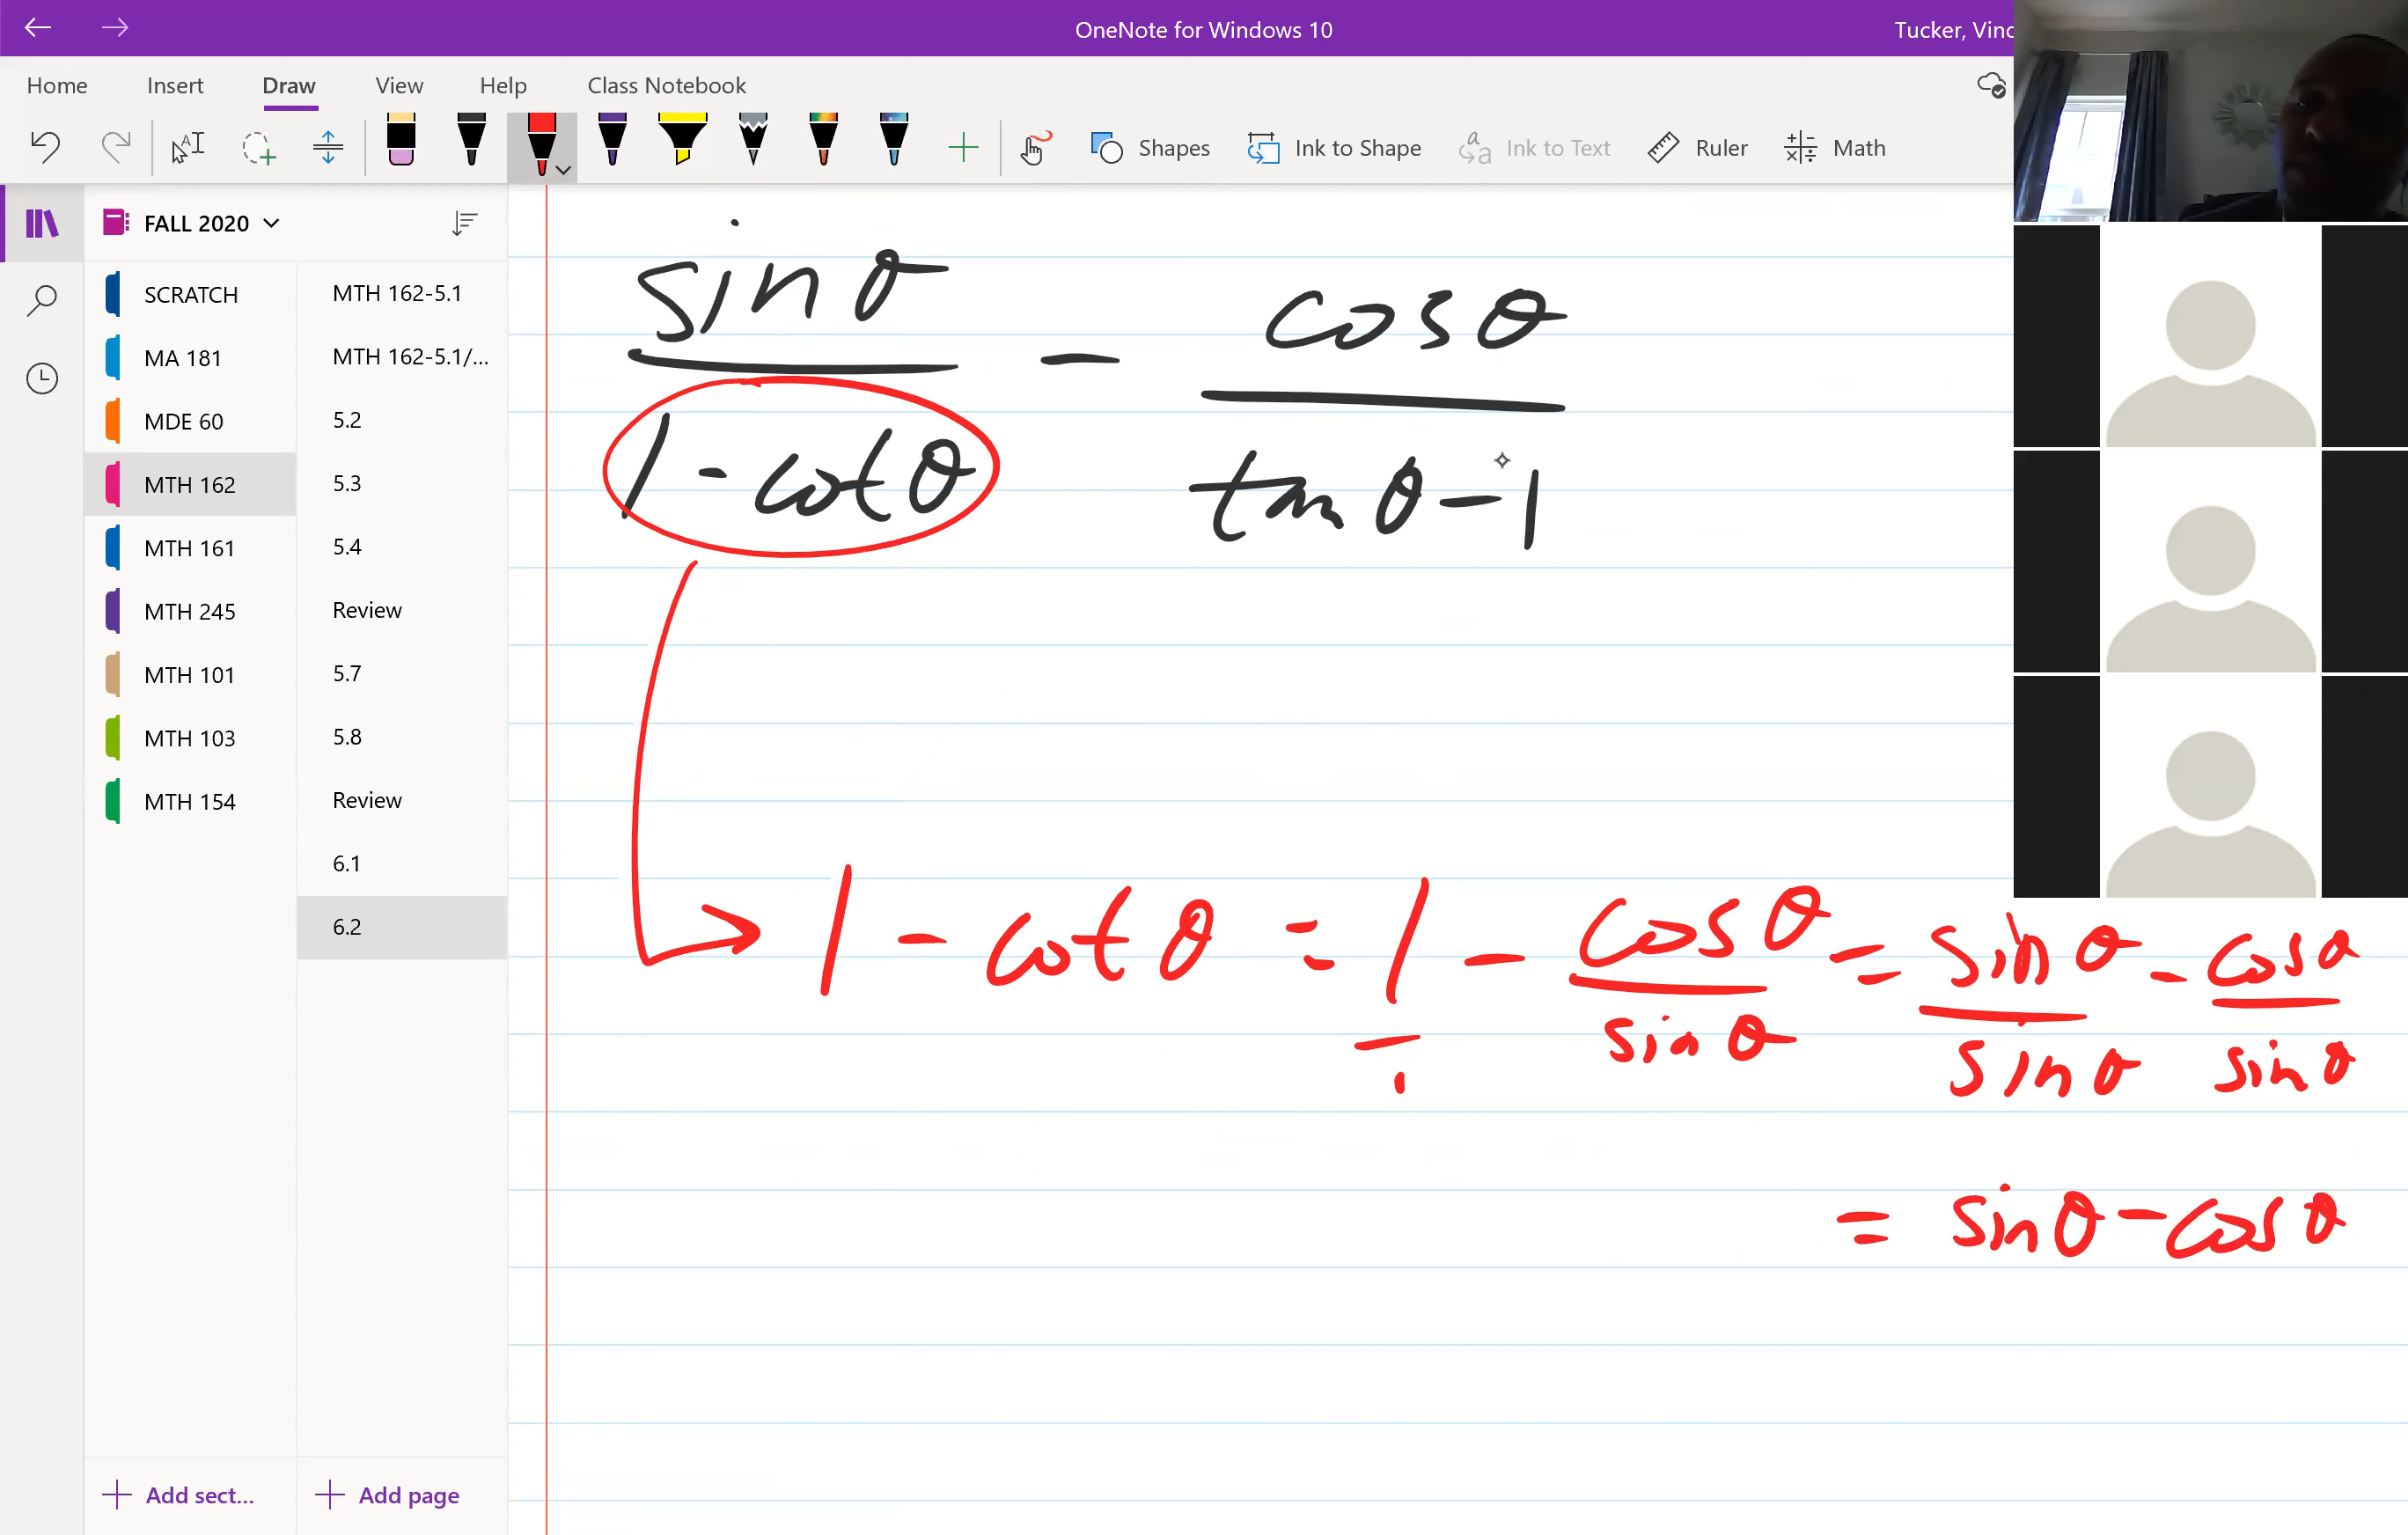 OneNote for Windows 10
Tucker, Vinc
Home Insert Draw View Help Class Notebook
Shapes Ink to Shape Ink to Text Ruler Math
FALL 2020
SCRATCH
MA 181
MDE 60
MTH 162
MTH 161
MTH 245
MTH 101
MTH 103
MTH 154
Add sect...
MTH 162-5.1
MTH 162-5.1/...
5.2
5.3
5.4
Review
5.7
5.8
Review
6.1
6.2
Add page
sin θ − cos θ
1 - cot θ tan θ − 1
1 − cot θ = 1 − cos θ = sin θ − cos θ
1 sin θ sin θ sin θ
= sin θ − cos θ